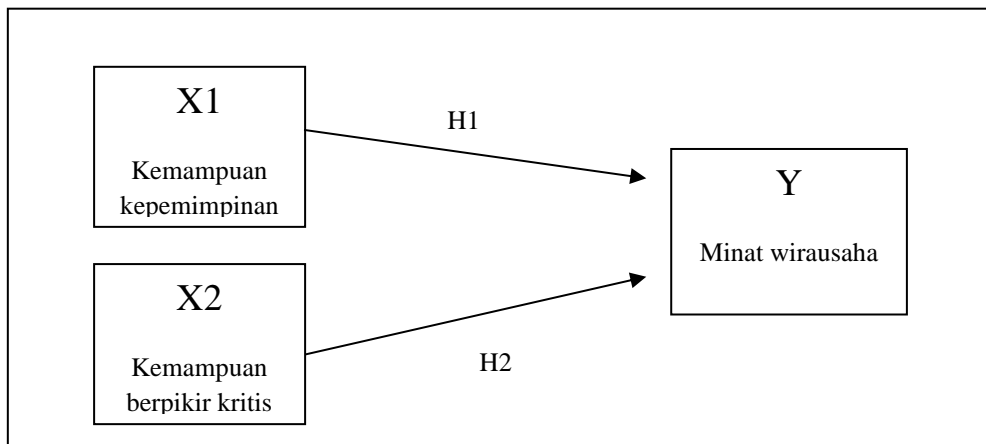 X1
Kemampuan
kepemimpinan
H1
Y
Minat wirausaha
X2
Kemampuan
berpikir kritis
H2